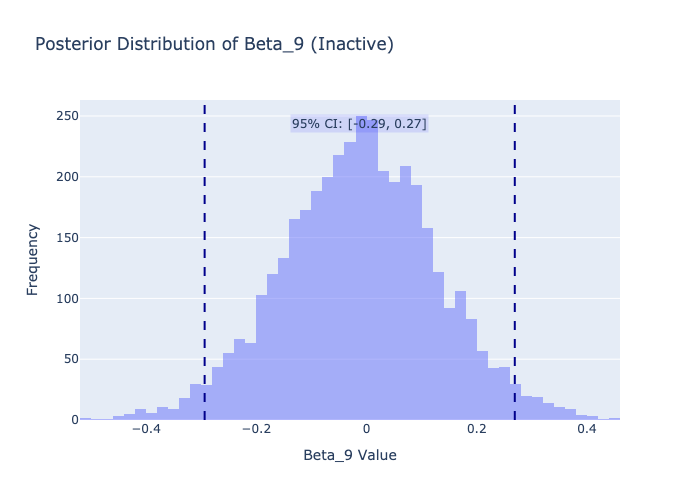 Posterior Distribution of Beta_9 (Inactive)
95% CI: [-0.29, 0.27]
250
200
150
100
50
0
Frequency
−0.4
−0.2
0
0.2
0.4
Beta_9 Value